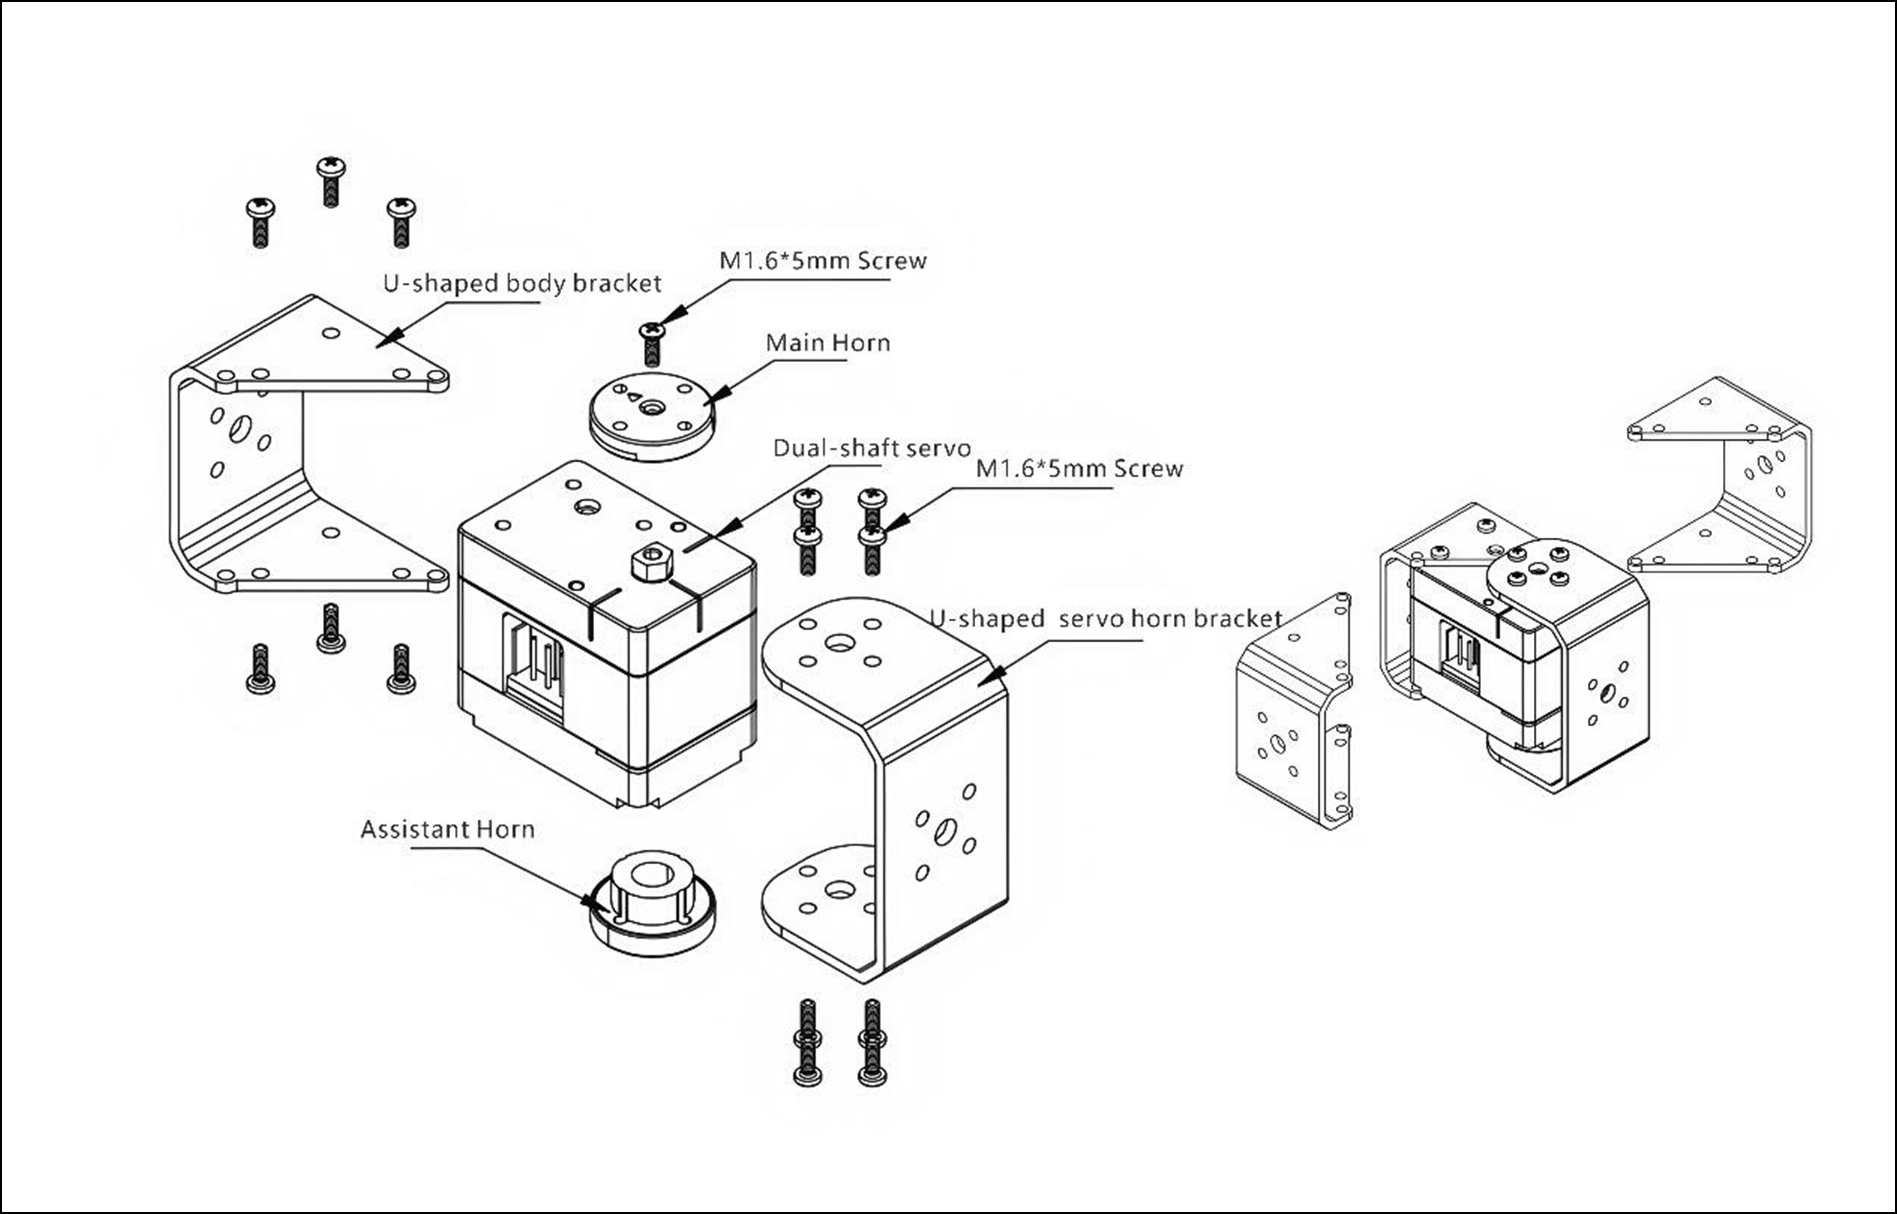 U-shaped body bracket
M1.6*5mm Screw
Main Horn
Dual-shaft servo
M1.6*5mm Screw
U-shaped servo horn bracket
Assistant Horn